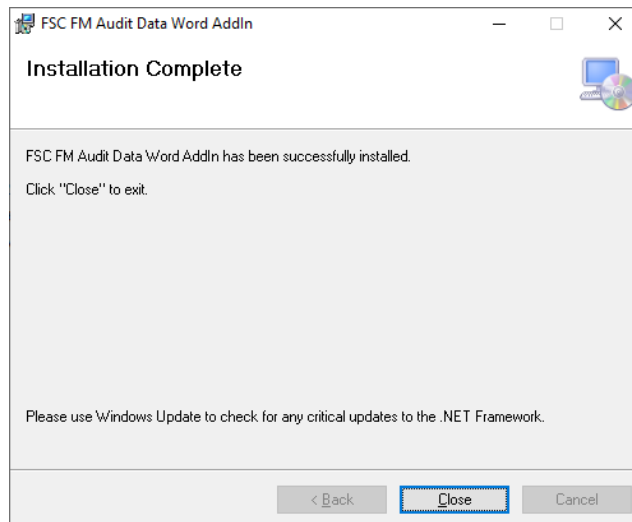 FSC FM Audit Data Word AddIn
Installation Complete
FSC FM Audit Data Word AddIn has been successfully installed.
Click "Close" to exit.
Please use Windows Update to check for any critical updates to the .NET Framework.
< Back
Close
Cancel